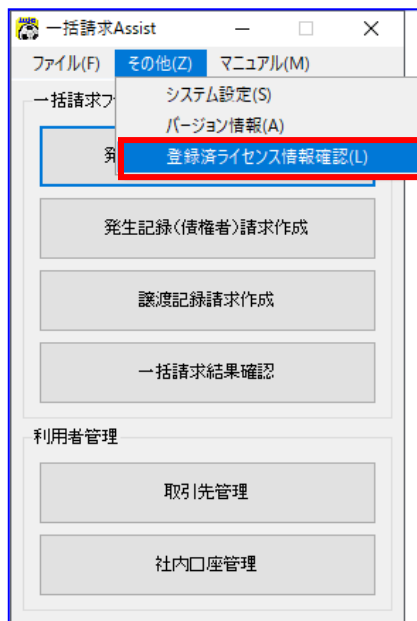 一括請求Assist
ファイル(F) その他(Z) マニュアル(M)
システム設定(S)
バージョン情報(A)
登録済ライセンス情報確認(L)
一括請求フ
発生記録(債権者)請求作成
譲渡記録請求作成
一括請求結果確認
利用者管理
取引先管理
社内口座管理